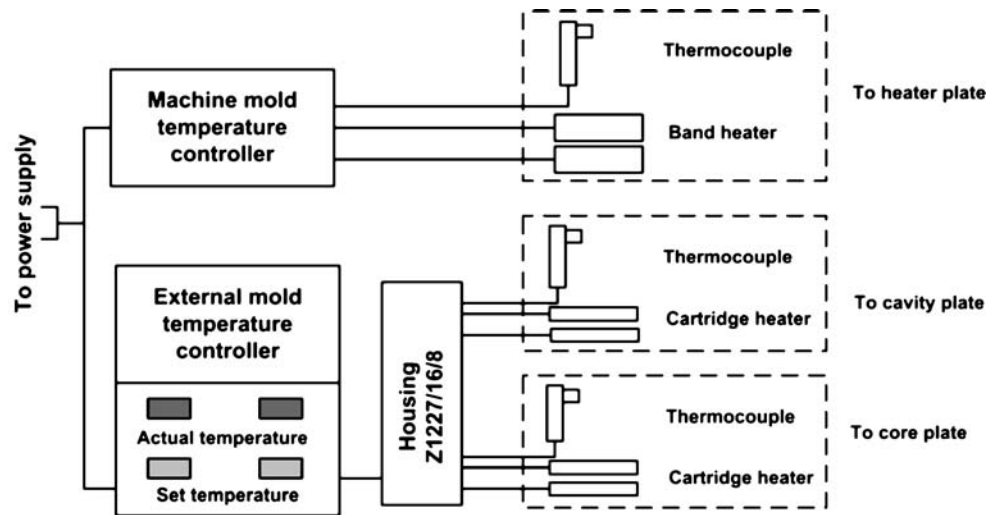 To power supply
Machine mold
temperature
controller
Thermocouple
Band heater
To heater plate
External mold
temperature
controller
Actual temperature
Set temperature
Housing
Z1227/16/8
Thermocouple
Cartridge heater
To cavity plate
Thermocouple
Cartridge heater
To core plate